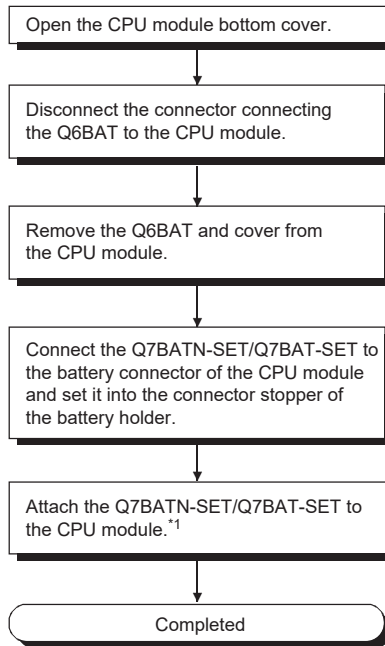 Open the CPU module bottom cover.
Disconnect the connector connecting
the Q6BAT to the CPU module.
Remove the Q6BAT and cover from
the CPU module.
Connect the Q7BATN-SET/Q7BAT-SET to
the battery connector of the CPU module
and set it into the connector stopper of
the battery holder.
Attach the Q7BATN-SET/Q7BAT-SET to
the CPU module.*1
Completed